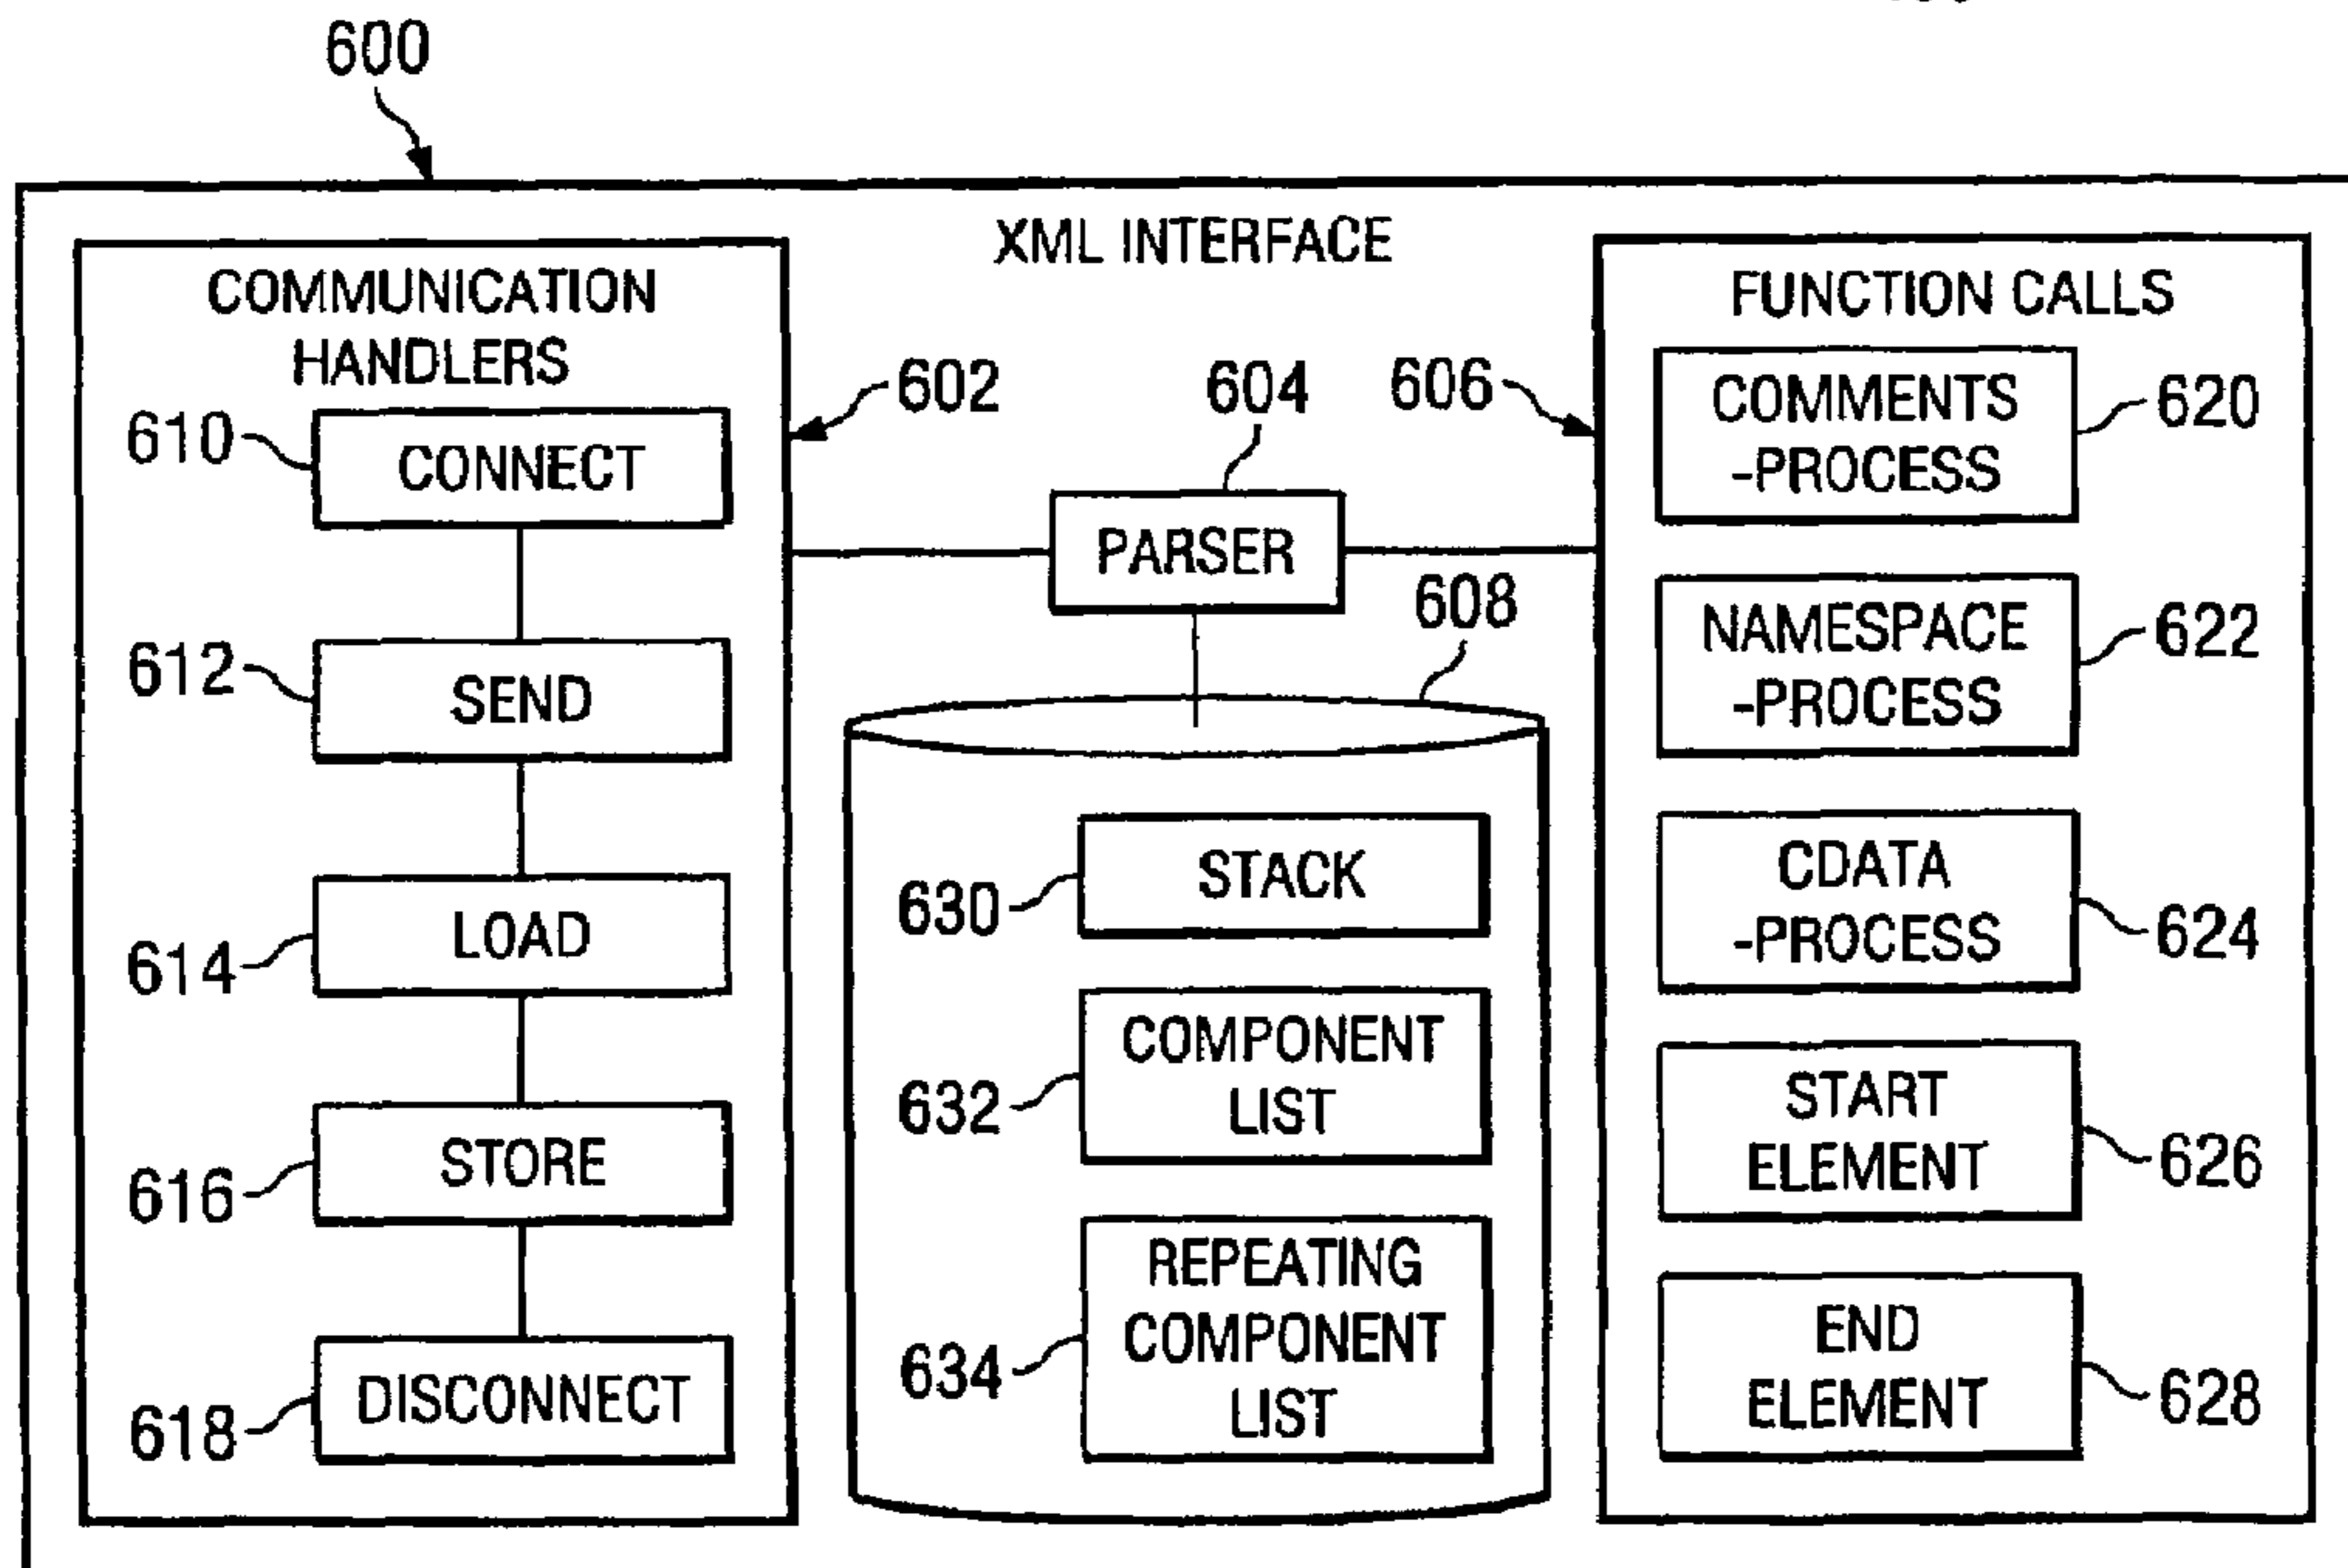 600
XML INTERFACE
COMMUNICATION
HANDLERS
602
610
CONNECT
612
SEND
614
LOAD
616
STORE
618
DISCONNECT
604
PARSER
608
630
STACK
632
COMPONENT
LIST
634
REPEATING
COMPONENT
LIST
606
FUNCTION CALLS
COMMENTS
-PROCESS
620
NAMESPACE
-PROCESS
622
CDATA
-PROCESS
624
START
ELEMENT
626
END
ELEMENT
628